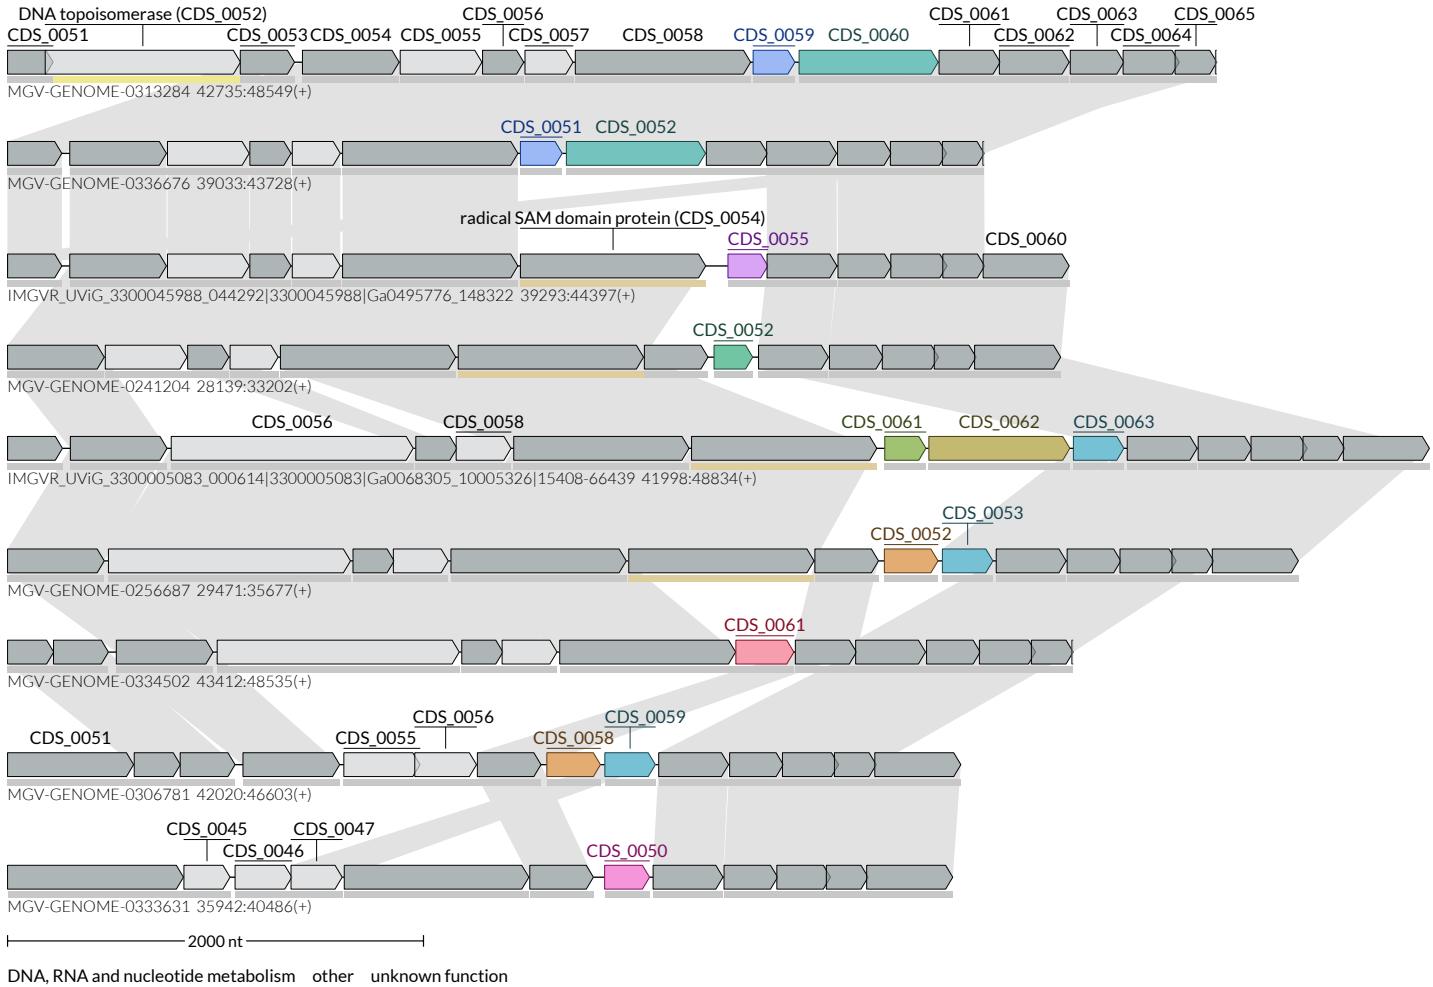 DNA topoisomerase (CDS_0052) CDS_0056 CDS_0061 CDS_0063 CDS_0065
CDS_0051 CDS_0053 CDS_0054 CDS_0055 CDS_0057 CDS_0058 CDS_0059 CDS_0060 CDS_0062 CDS_0064
MGV-GENOME-0313284 42735:48549(+)
CDS_0051 CDS_0052
MGV-GENOME-0336676 39033:43728(+)
radical SAM domain protein (CDS_0054)
CDS_0055 CDS_0060
IMGVR_UViG_3300045988_044292|3300045988|Ga0495776_148322 39293:44397(+)
CDS_0052
MGV-GENOME-0241204 28139:33202(+)
CDS_0056 CDS_0058 CDS_0061 CDS_0062 CDS_0063
IMGVR_UViG_3300005083_000614|3300005083|Ga0068305_10005326|15408-66439 41998:48834(+)
CDS_0053
CDS_0052
MGV-GENOME-0256687 29471:35677(+)
CDS_0061
MGV-GENOME-0334502 43412:48535(+)
CDS_0056 CDS_0059
CDS_0051 CDS_0055 CDS_0058
MGV-GENOME-0306781 42020:46603(+)
CDS_0045 CDS_0047
CDS_0046 CDS_0050
MGV-GENOME-0333631 35942:40486(+)
2000 nt
DNA, RNA and nucleotide metabolism other unknown function